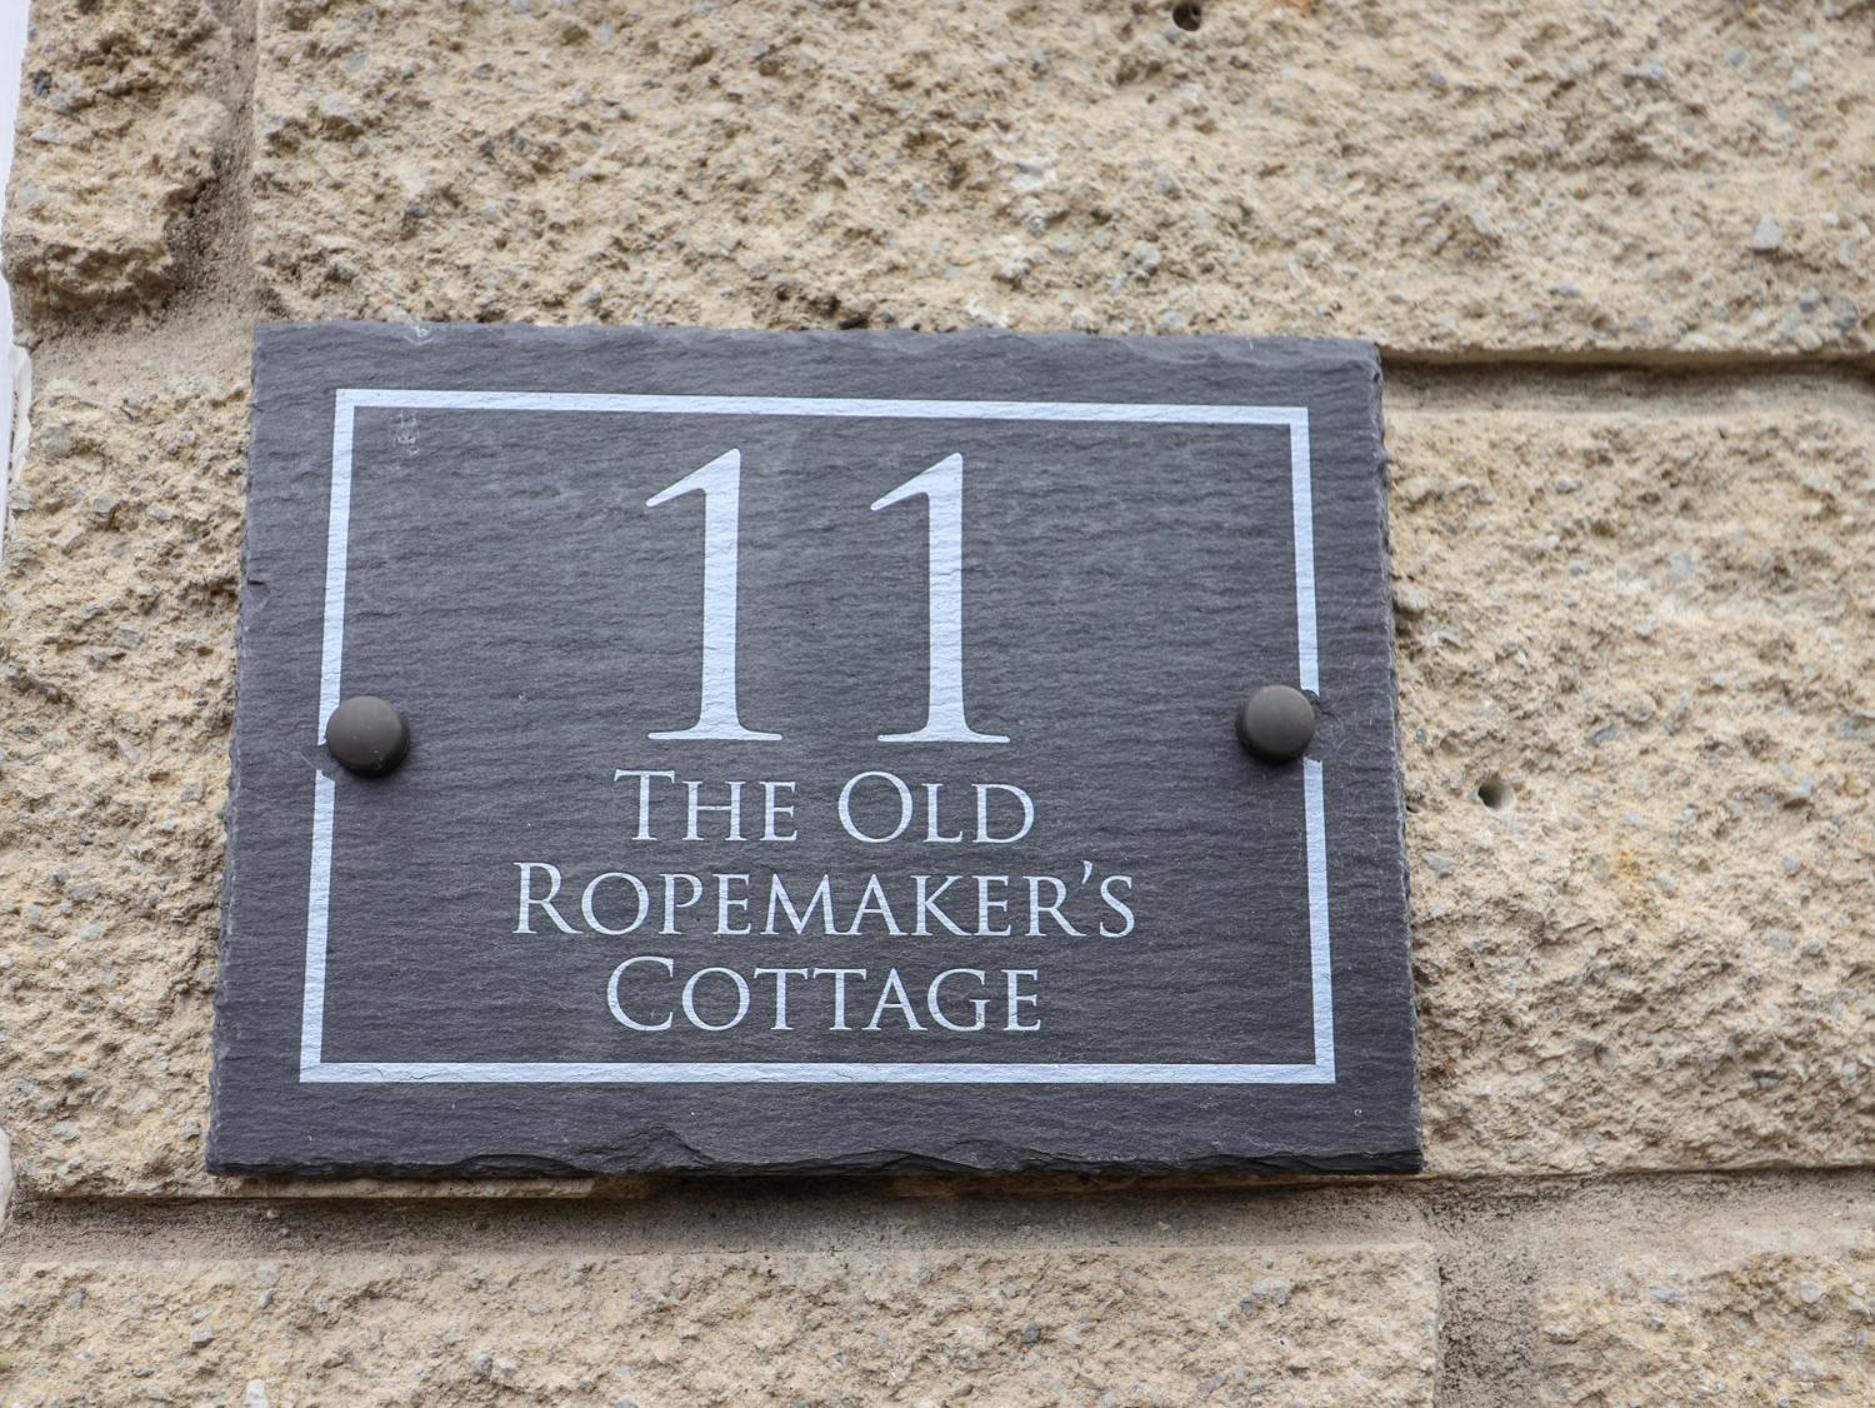 11
The Old
Ropemaker's
Cottage